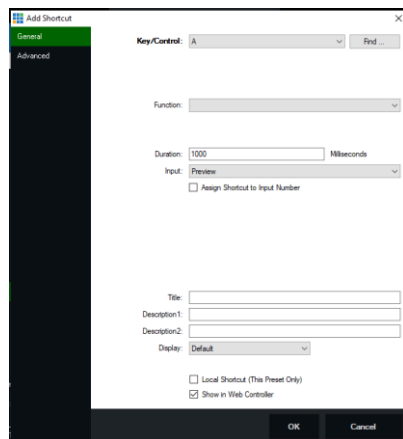 Add Shortcut
General
Advanced
Key/Control: A Find ...
Function:
Duration: 1000 Miliseconds
Input: Preview
Assign Shortcut to Input Number
Title:
Description1:
Description2:
Display: Default
Local Shortcut (This Preset Only)
Show in Web Controller
OK Cancel